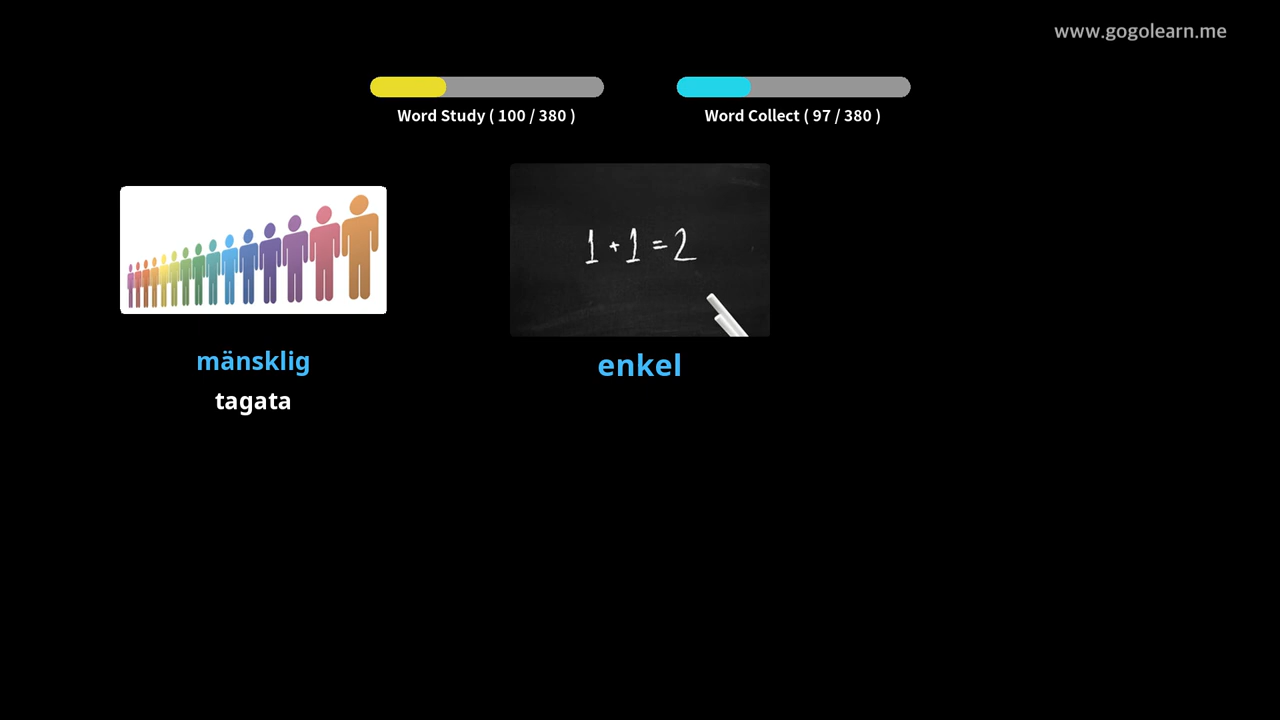 www.gogolearn.me
Word Study ( 100 / 380 )
Word Collect ( 97 / 380 )
1 + 1 = 2
mänsklig
tagata
enkel